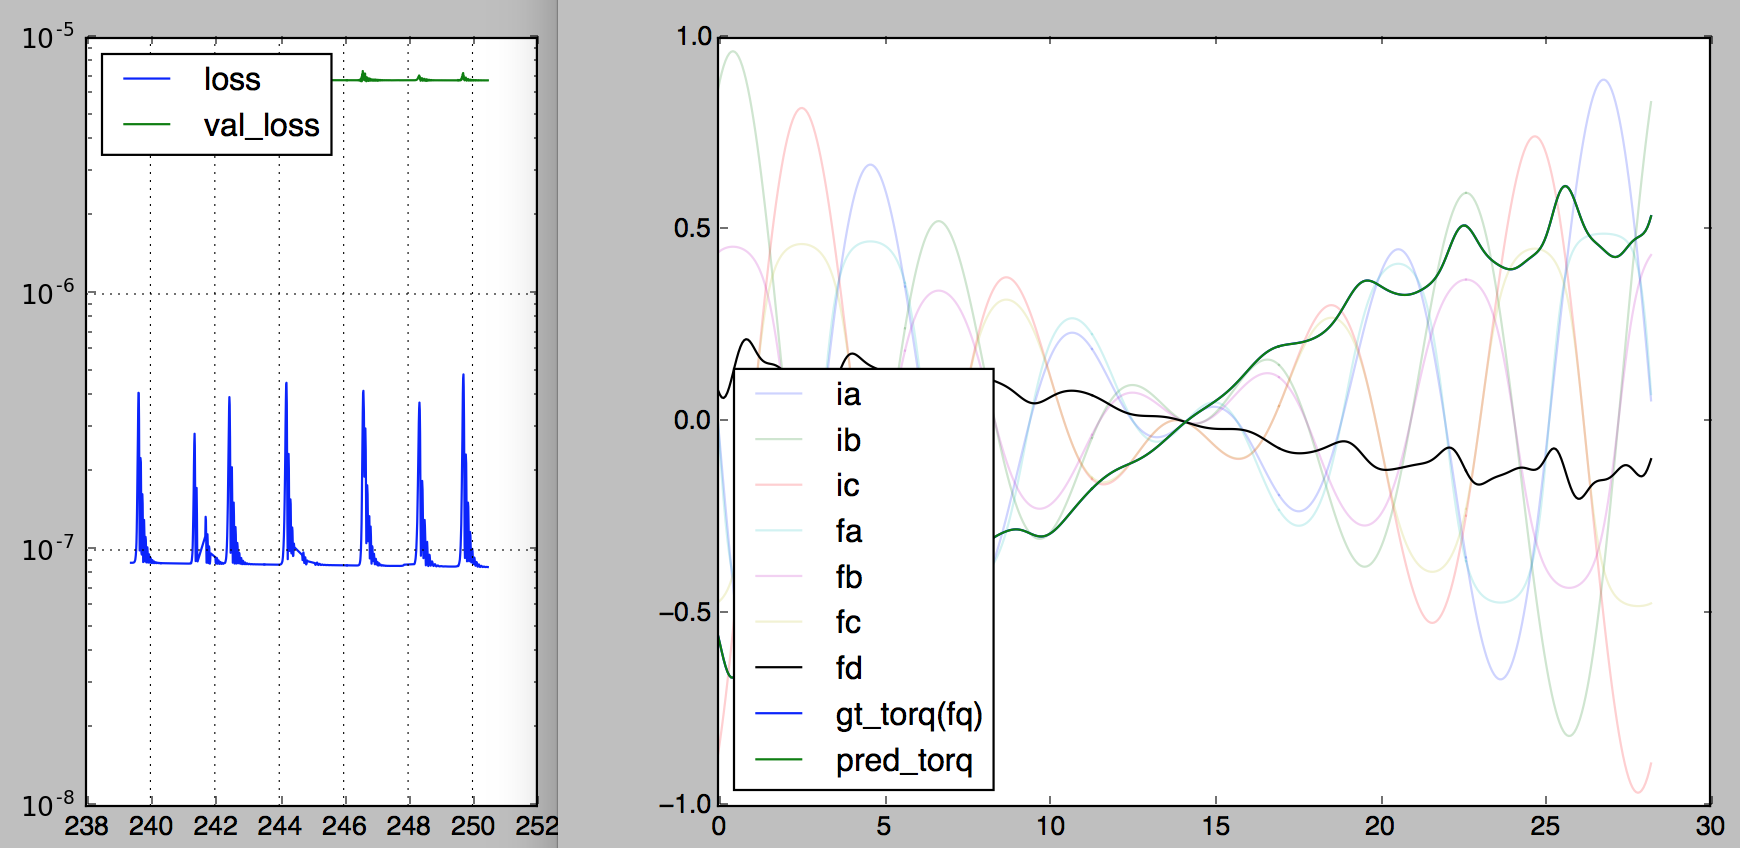 10^-5
10^-6
10^-7
10^-8
loss
val_loss
238 240 242 244 246 248 250 252
1.0
0.5
0.0
−0.5
−1.0
ia
ib
ic
fa
fb
fc
fd
gt_torq(fq)
pred_torq
0 5 10 15 20 25 30